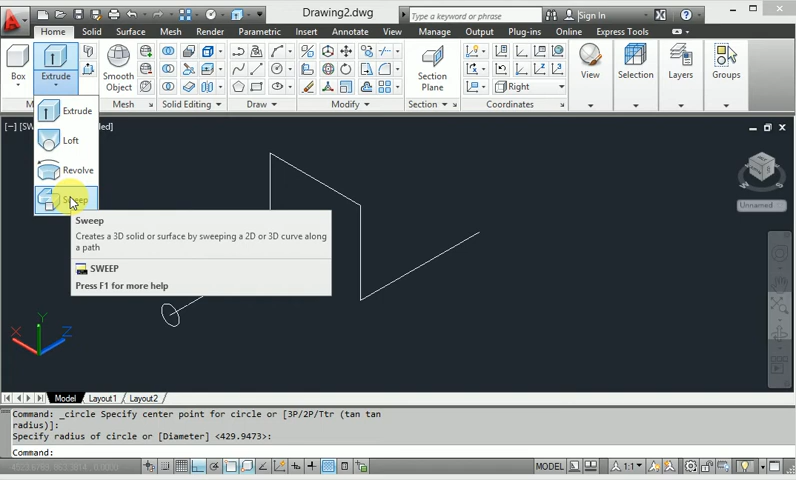 Drawing2.dwg
Type a keyword or phrase
Sign In
Home Solid Surface Mesh Render Parametric Insert Annotate View Manage Output Plug-ins Online Express Tools
Box
Extrude
Smooth Object
Section Plane
Right
View
Selection
Layers
Groups
Mesh
Solid Editing
Draw
Modify
Section
Coordinates
Extrude
Loft
Revolve
Sweep
Sweep
Creates a 3D solid or surface by sweeping a 2D or 3D curve along
a path
SWEEP
Press F1 for more help
Unnamed
W
S
X
Y
Z
Model Layout1 Layout2
Command: _circle Specify center point for circle or [3P/2P/Ttr (tan tan
radius)]:
Specify radius of circle or [Diameter] <429.9473>:
Command:
MODEL
1:1